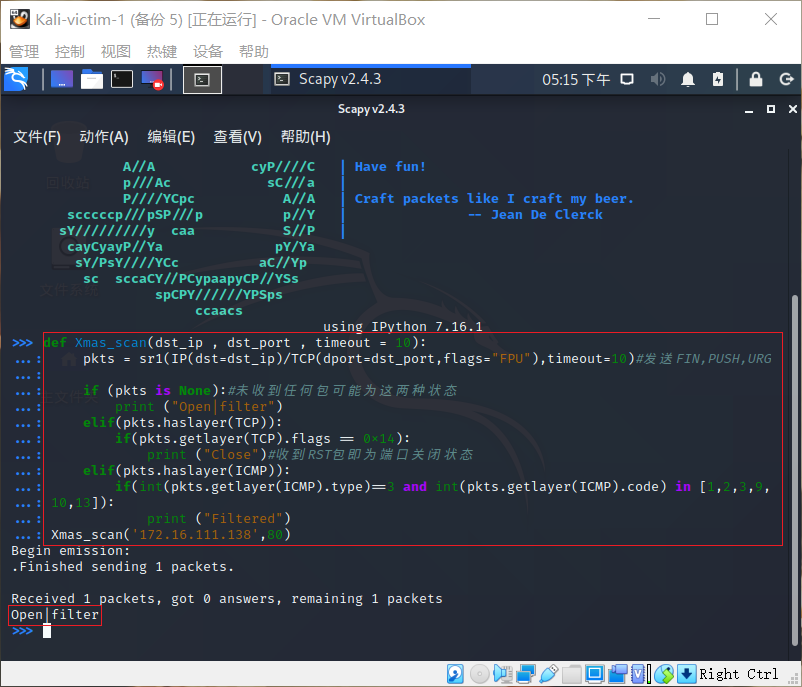 Kali-victim-1 (备份 5) [正在运行] - Oracle VM VirtualBox
管理 控制 视图 热键 设备 帮助
Scapy v2.4.3 05:15 下午
Scapy v2.4.3
文件(F) 动作(A) 编辑(E) 查看(V) 帮助(H)
A//A cyP////C | Have fun!
p///Ac sC///a |
P////YCpc A//A | Craft packets like I craft my beer.
scccccp///pSP///p p//Y | -- Jean De Clerck
sY/////////y caa S//P |
cayCyayP//Ya pY/Ya
sY/PsY////YCc aC//Yp
sc sccaCY//PCypaapyCP//YSs
spCPY//////YPSps
ccaacs
using IPython 7.16.1
>>> def Xmas_scan(dst_ip , dst_port , timeout = 10):
...: pkts = sr1(IP(dst=dst_ip)/TCP(dport=dst_port,flags="FPU"),timeout=10)#发送FIN,PUSH,URG
...:
...: if (pkts is None):#未收到任何包可能为这两种状态
...: print ("Open|filter")
...: elif(pkts.haslayer(TCP)):
...: if(pkts.getlayer(TCP).flags == 0×14):
...: print ("Close")#收到RST包即为端口关闭状态
...: elif(pkts.haslayer(ICMP)):
...: if(int(pkts.getlayer(ICMP).type)==3 and int(pkts.getlayer(ICMP).code) in [1,2,3,9,
...: 10,13]):
...: print ("Filtered")
...: Xmas_scan('172.16.111.138',80)
Begin emission:
.Finished sending 1 packets.
Received 1 packets, got 0 answers, remaining 1 packets
Open|filter
>>>
Right Ctrl